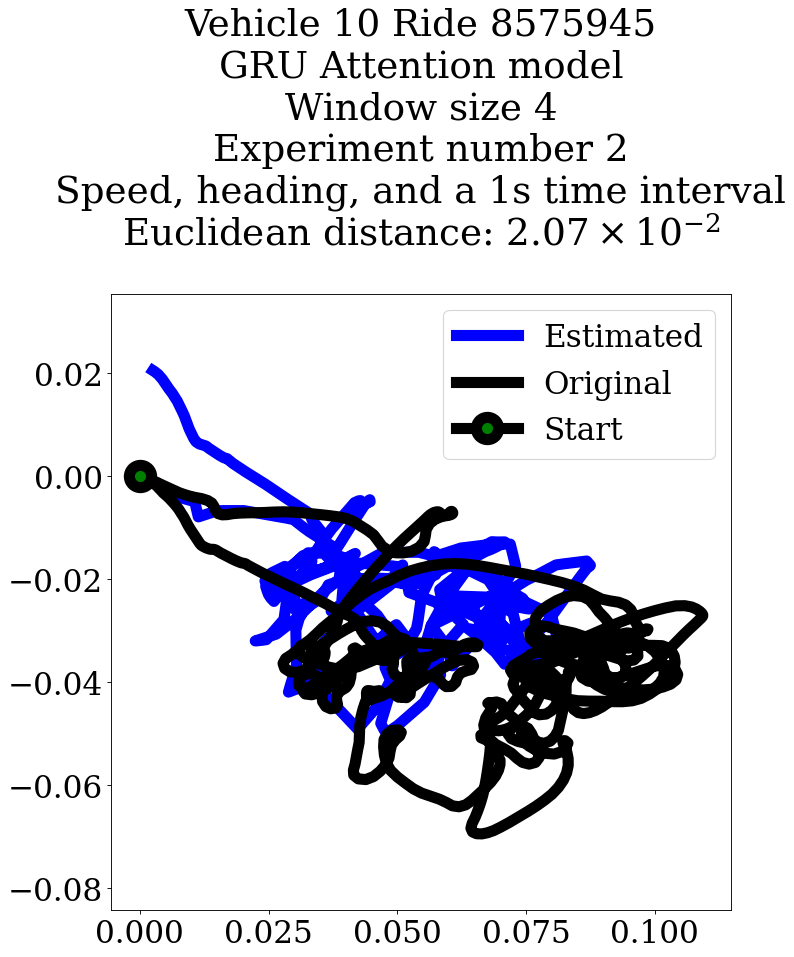 Vehicle 10 Ride 8575945
GRU Attention model
Window size 4
Experiment number 2
Speed, heading, and a 1s time interval
Euclidean distance: 2.07 × 10⁻²
Estimated
Original
Start
0.02
0.00
−0.02
−0.04
−0.06
−0.08
0.000 0.025 0.050 0.075 0.100